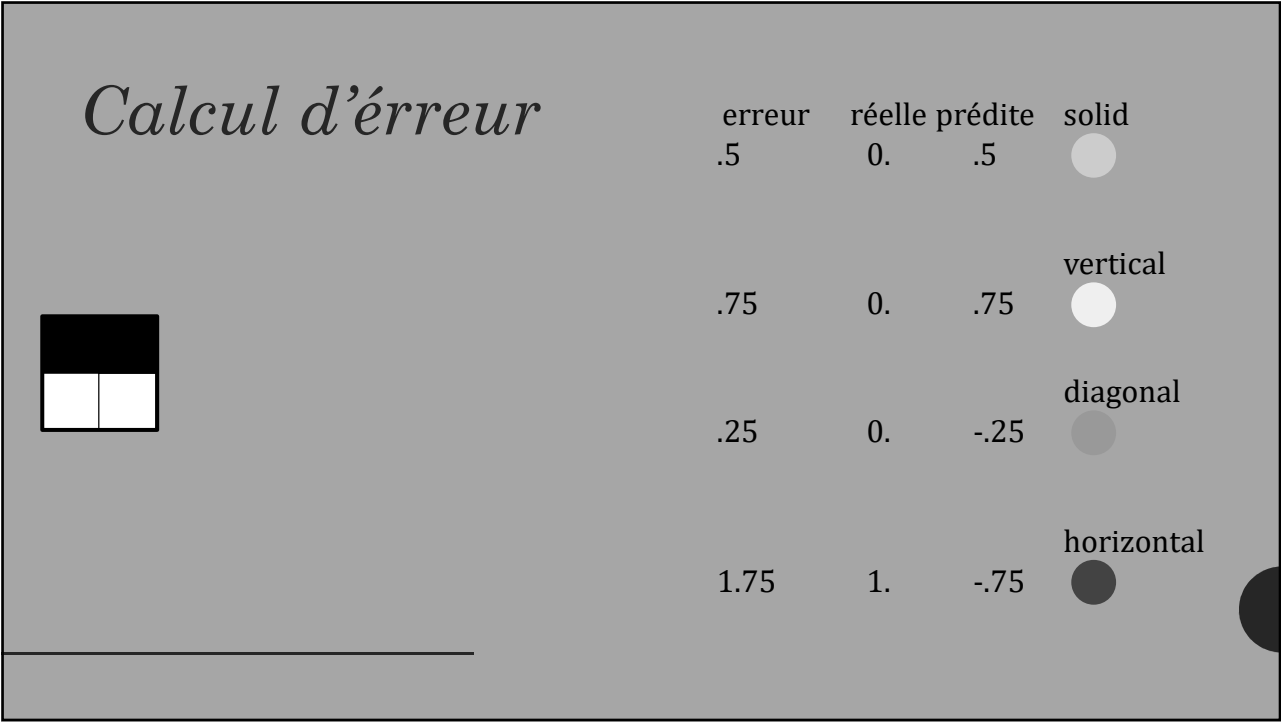 Calcul d’érreur
erreur réelle prédite solid
.5 0. .5
vertical
.75 0. .75
diagonal
.25 0. -.25
horizontal
1.75 1. -.75